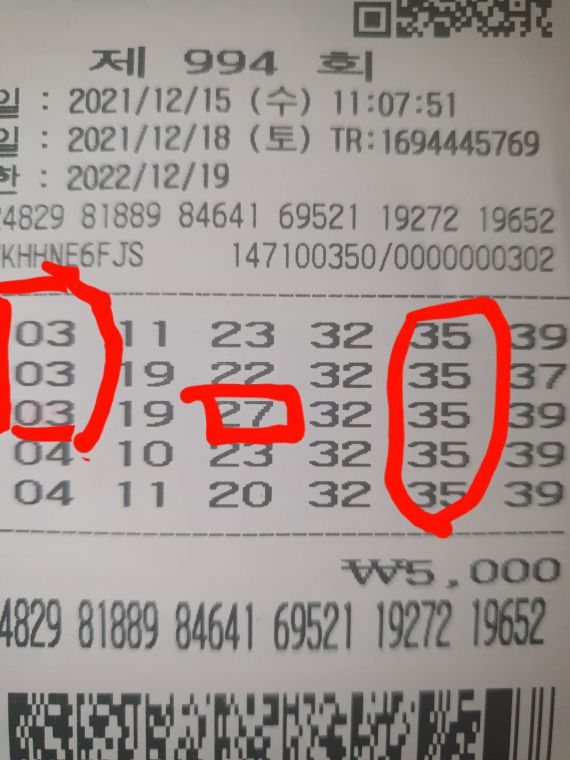 제 994 회
일 : 2021/12/15 (수) 11:07:51
일 : 2021/12/18 (토) TR:1694445769
한 : 2022/12/19
24829 81889 84641 69521 19272 19652
KHHNE6FJS 147100350/0000000302
03 11 23 32 35 39
03 19 22 32 35 37
03 19 27 32 35 39
04 10 23 32 35 39
04 11 20 32 35 39
₩5,000
4829 81889 84641 69521 19272 19652